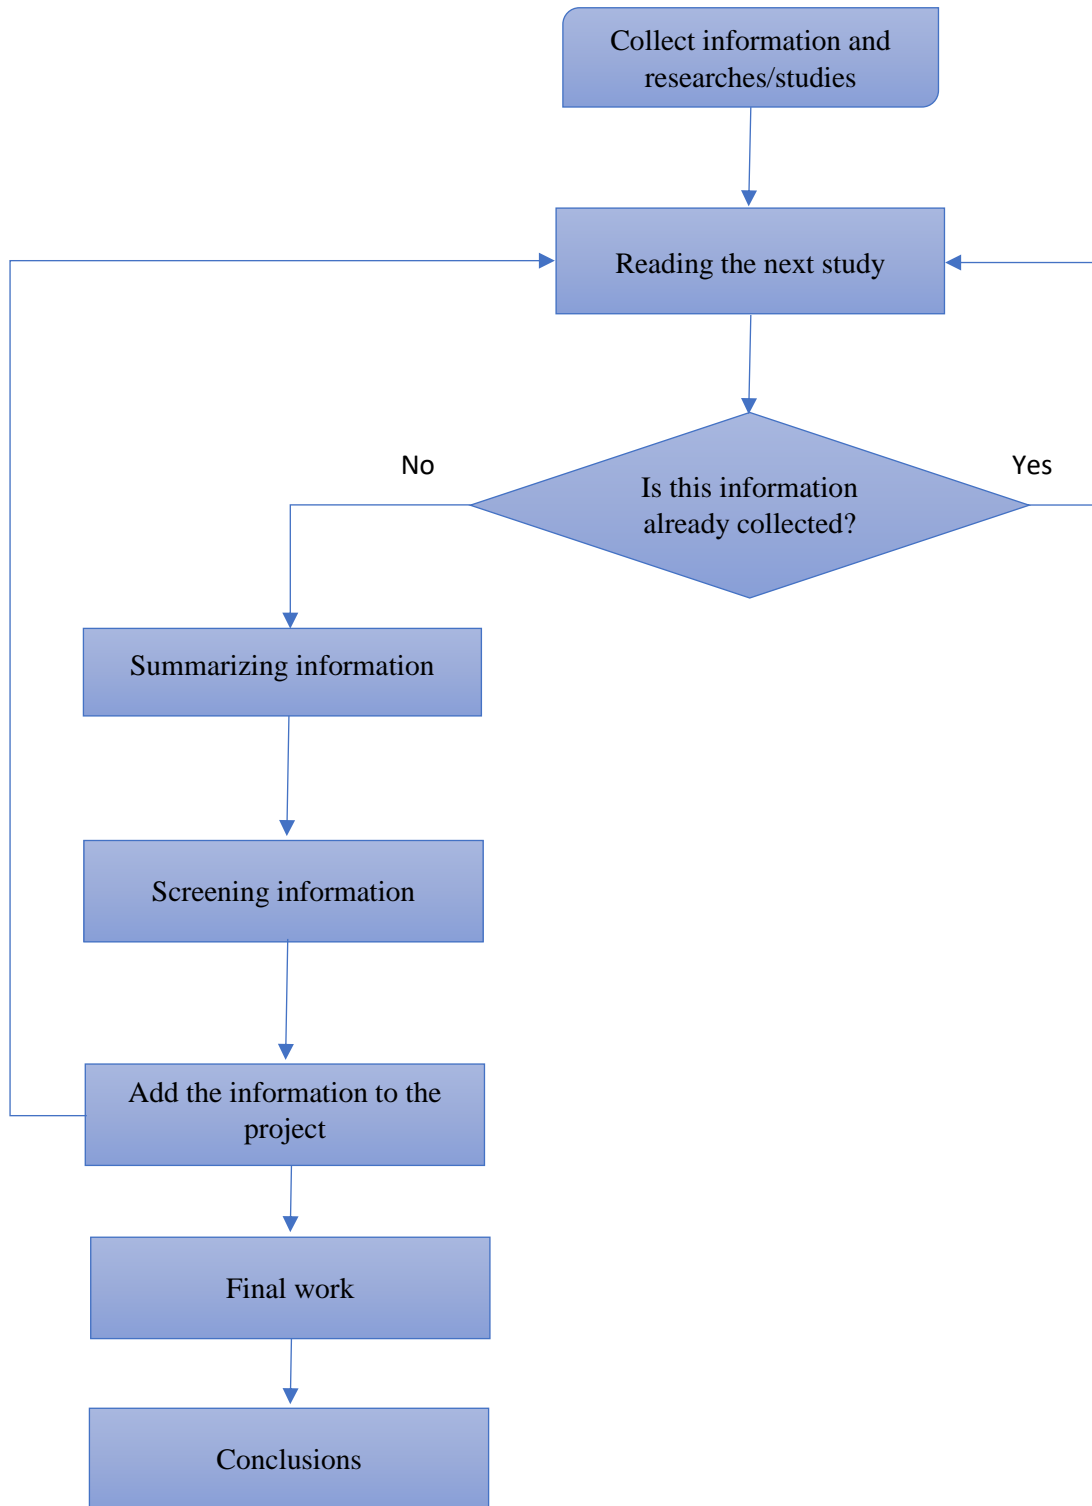 Collect information and
researches/studies
Reading the next study
No
Yes
Is this information
already collected?
Summarizing information
Screening information
Add the information to the
project
Final work
Conclusions